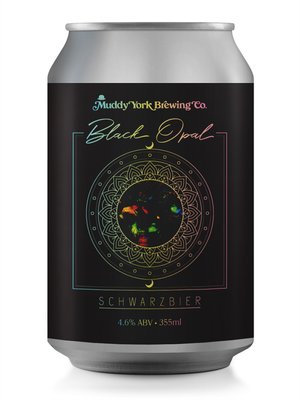 Muddy York Brewing Co.
Black Opal
SCHWARZBIER
4.6% ABV • 355ml